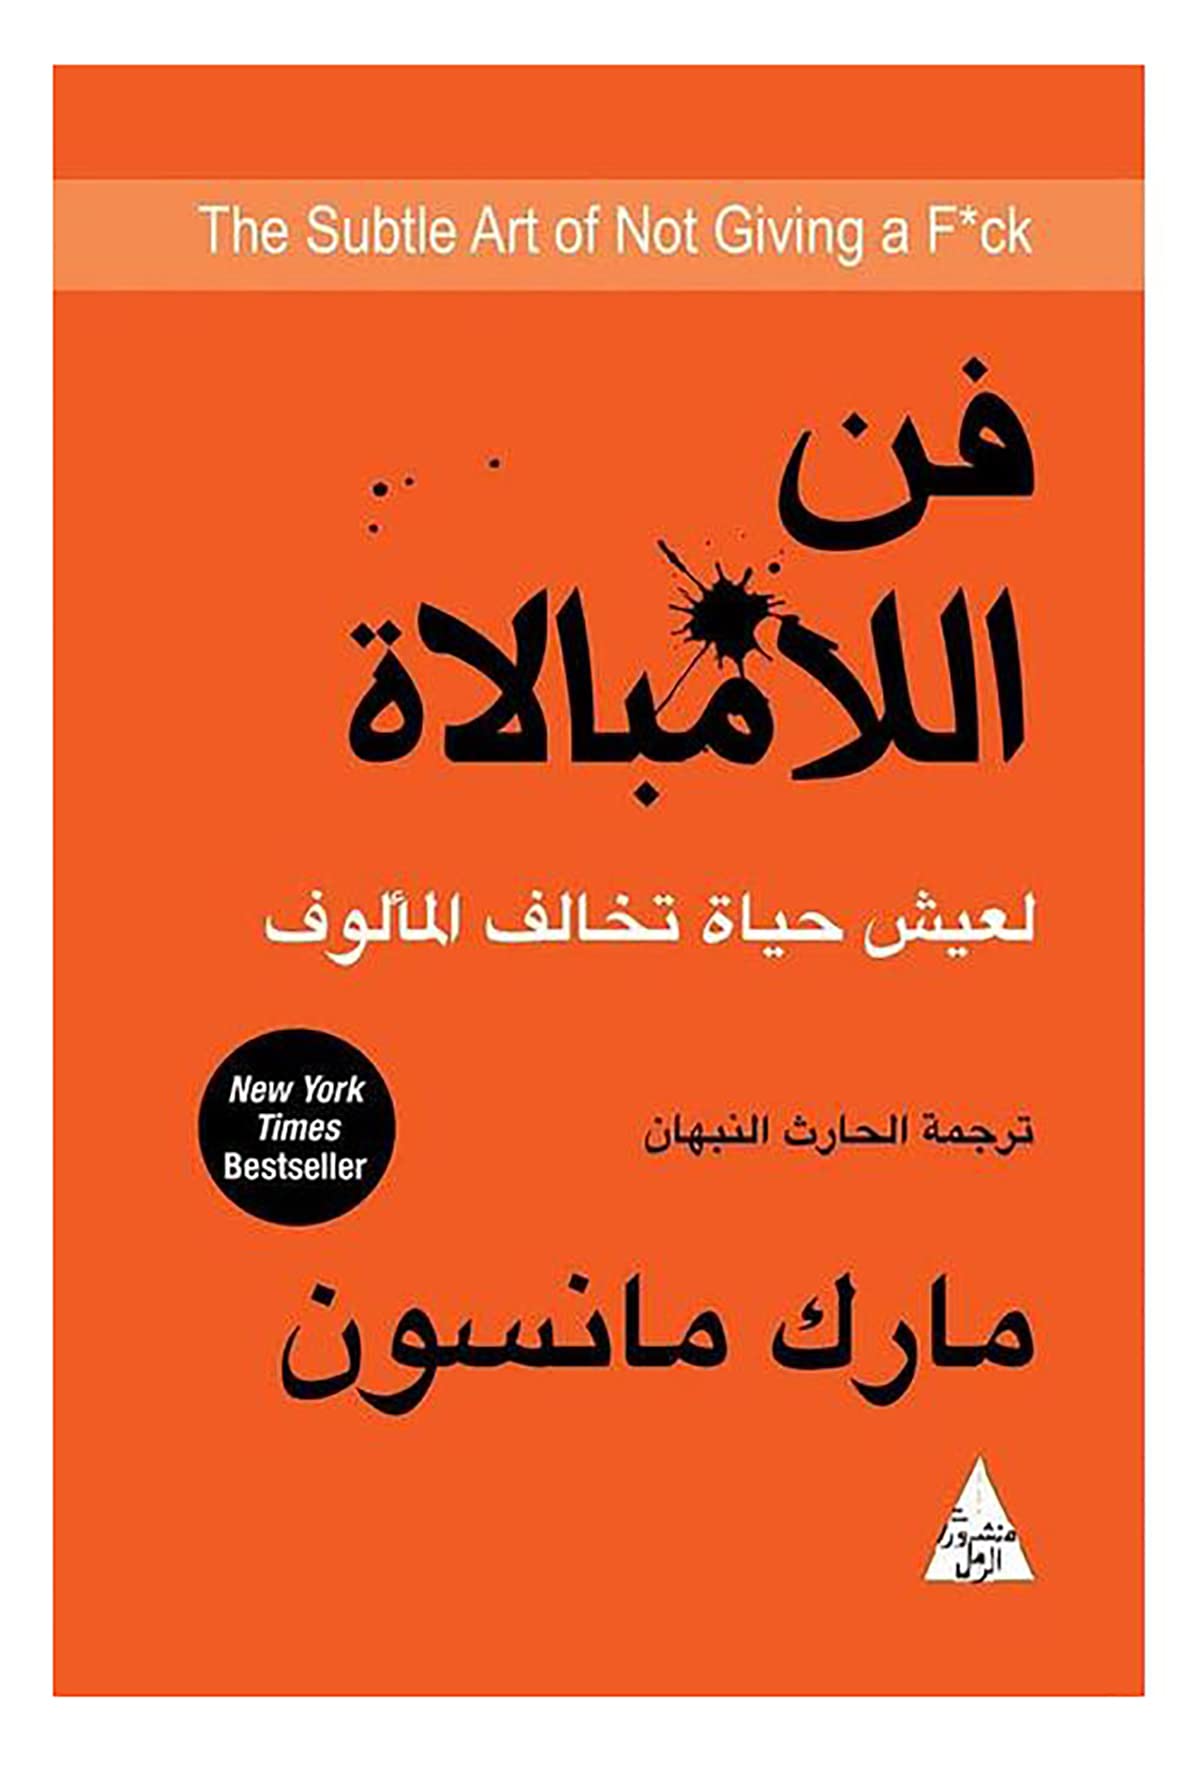 The Subtle Art of Not Giving a F*ck
فن
اللامبالاة
لعيش حياة تخالف المألوف
New York
Times
Bestseller
ترجمة الحارث النبهان
مارك مانسون
منشورات
الرمل